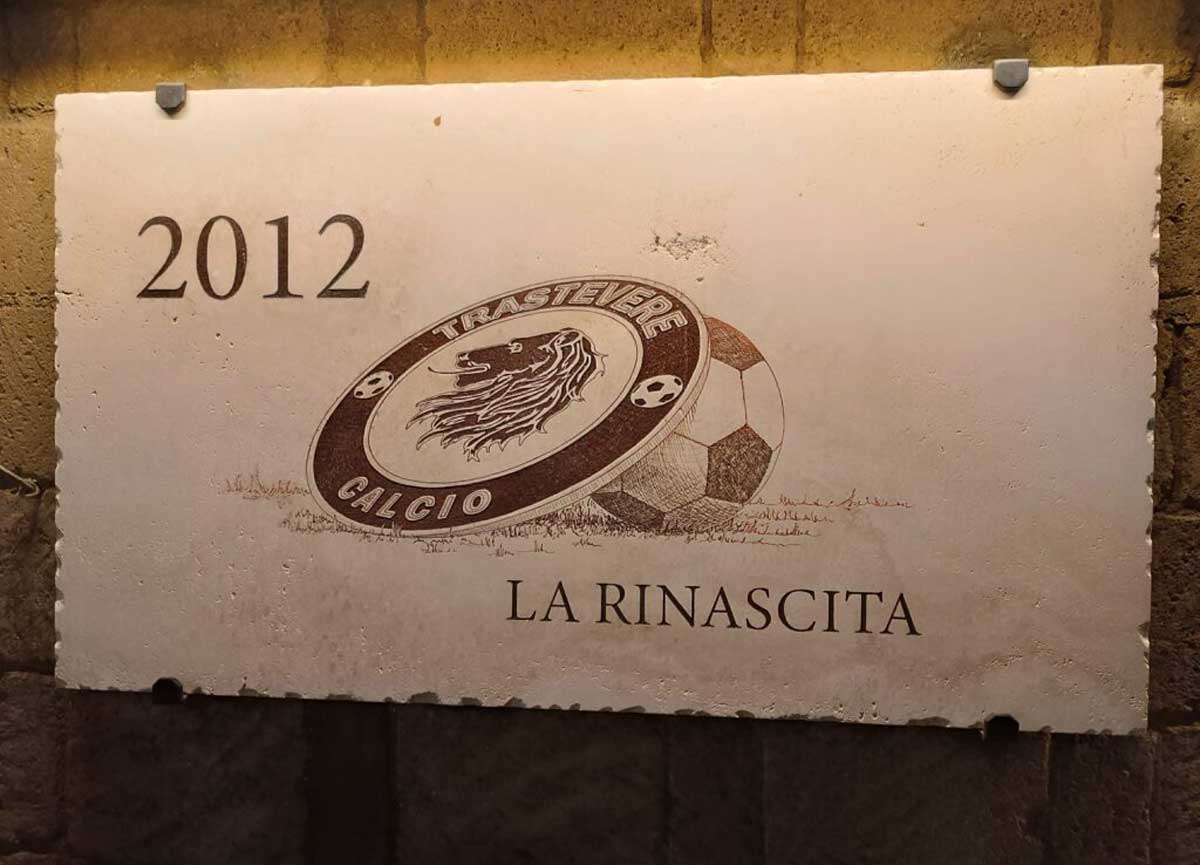 2012
TRASTEVERE
CALCIO
LA RINASCITA